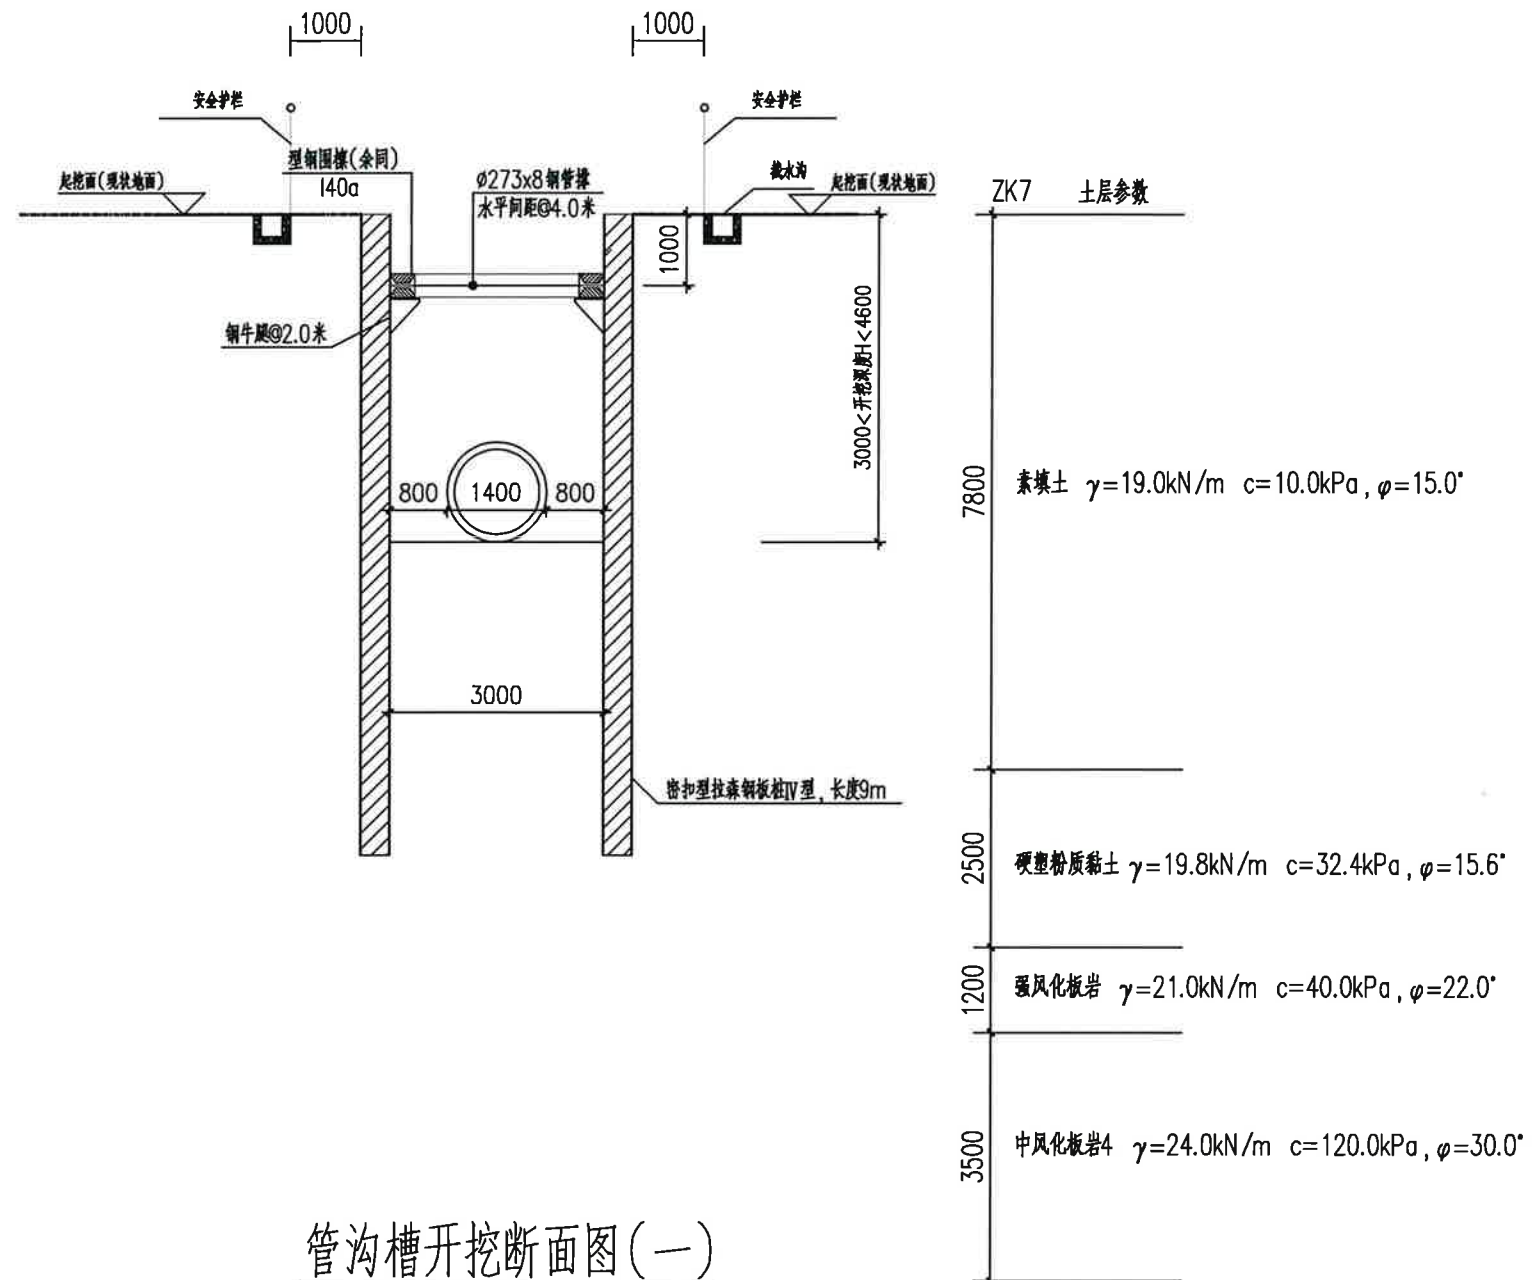 1000
1000
安全护栏
安全护栏
型钢围檩(余同)
I40a
ø273x8钢管撑
水平间距@4.0米
截水沟
起挖面(现状地面)
起挖面(现状地面)
ZK7 土层参数
1000
钢牛腿@2.0米
3000<开挖深度H<4600
800 1400 800
7800
素填土 γ=19.0kN/m c=10.0kPa,φ=15.0°
3000
密扣型拉森钢板桩IV型,长度9m
2500
硬塑粉质黏土 γ=19.8kN/m c=32.4kPa,φ=15.6°
1200
强风化板岩 γ=21.0kN/m c=40.0kPa,φ=22.0°
3500
中风化板岩4 γ=24.0kN/m c=120.0kPa,φ=30.0°
管沟槽开挖断面图(一)